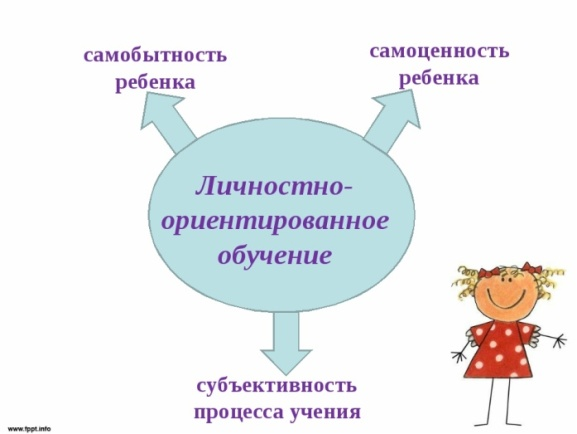 самобытность
ребенка
самоценность
ребенка
Личностно-
ориентированное
обучение
субъективность
процесса учения
www.fppt.info